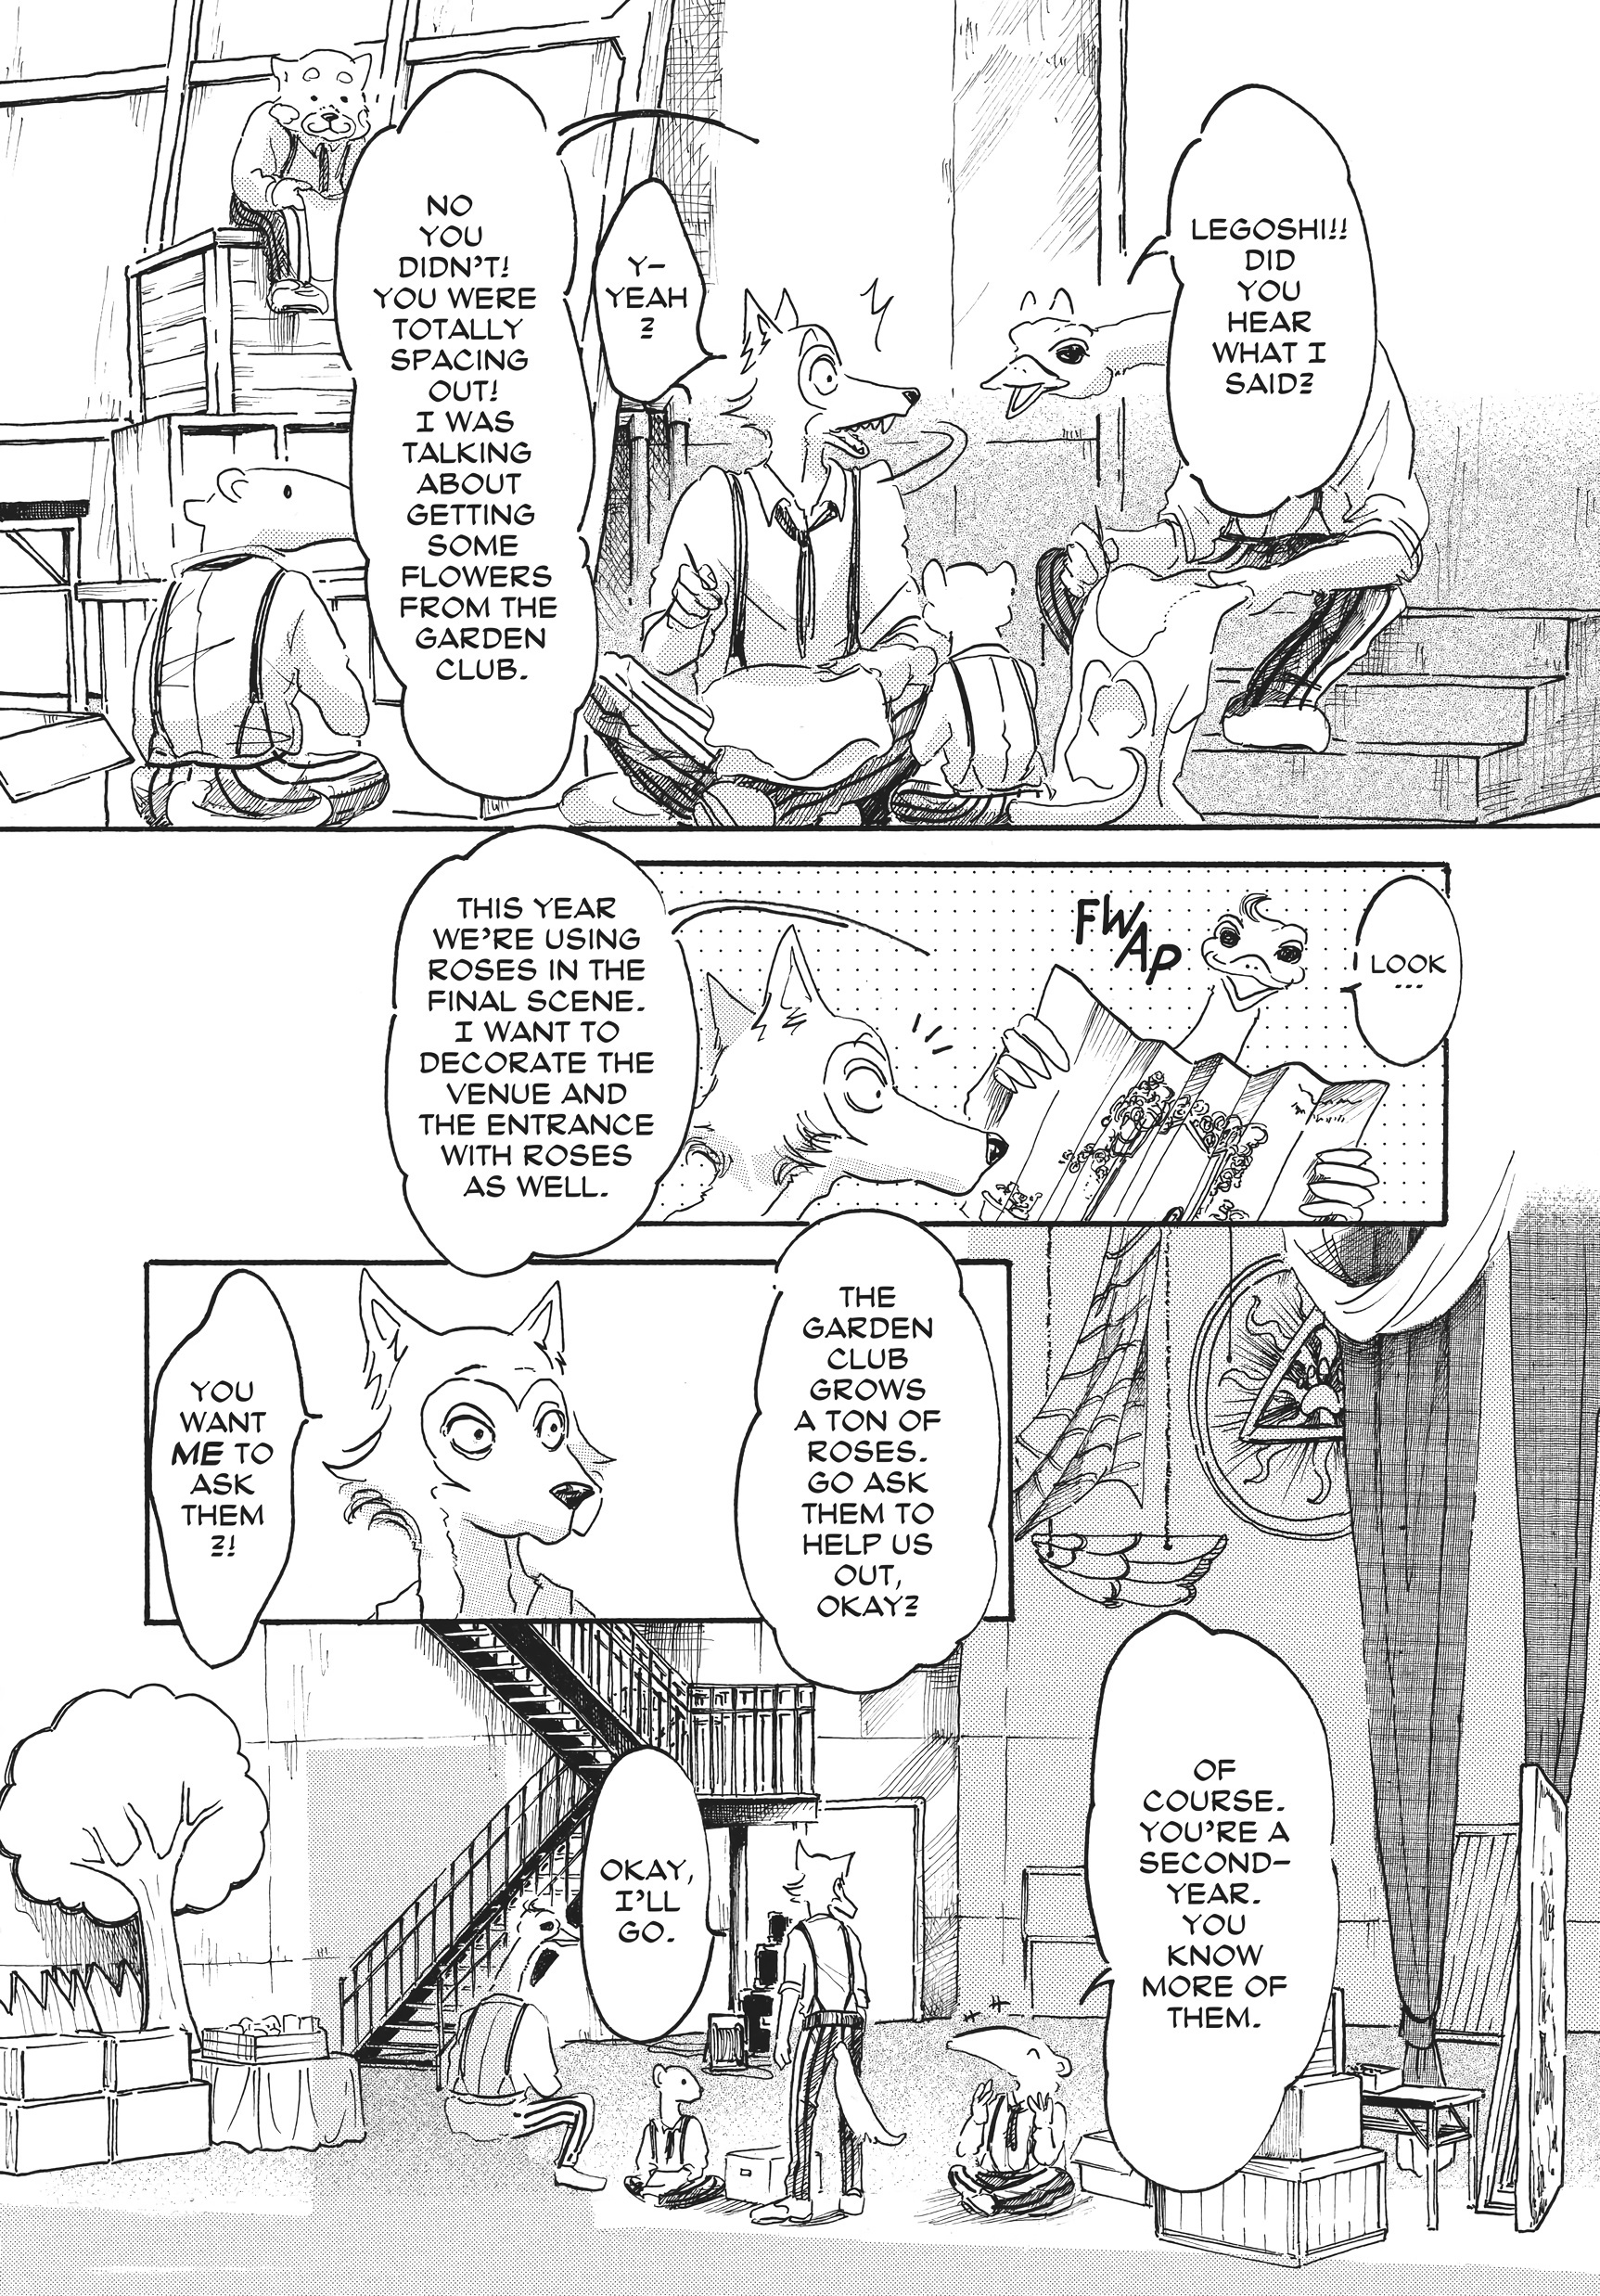 LEGOSHI!!
DID
YOU
HEAR
WHAT I
SAID?
Y-
YEAH
?
NO
YOU
DIDN'T!
YOU WERE
TOTALLY
SPACING
OUT!
I WAS
TALKING
ABOUT
GETTING
SOME
FLOWERS
FROM THE
GARDEN
CLUB.
LOOK
...
FWAP
THIS YEAR
WE'RE USING
ROSES IN THE
FINAL SCENE.
I WANT TO
DECORATE THE
VENUE AND
THE ENTRANCE
WITH ROSES
AS WELL.
THE
GARDEN
CLUB
GROWS
A TON OF
ROSES.
GO ASK
THEM TO
HELP US
OUT,
OKAY?
YOU
WANT
ME TO
ASK
THEM
?!
OF
COURSE.
YOU'RE A
SECOND-
YEAR.
YOU
KNOW
MORE OF
THEM.
OKAY,
I'LL
GO.